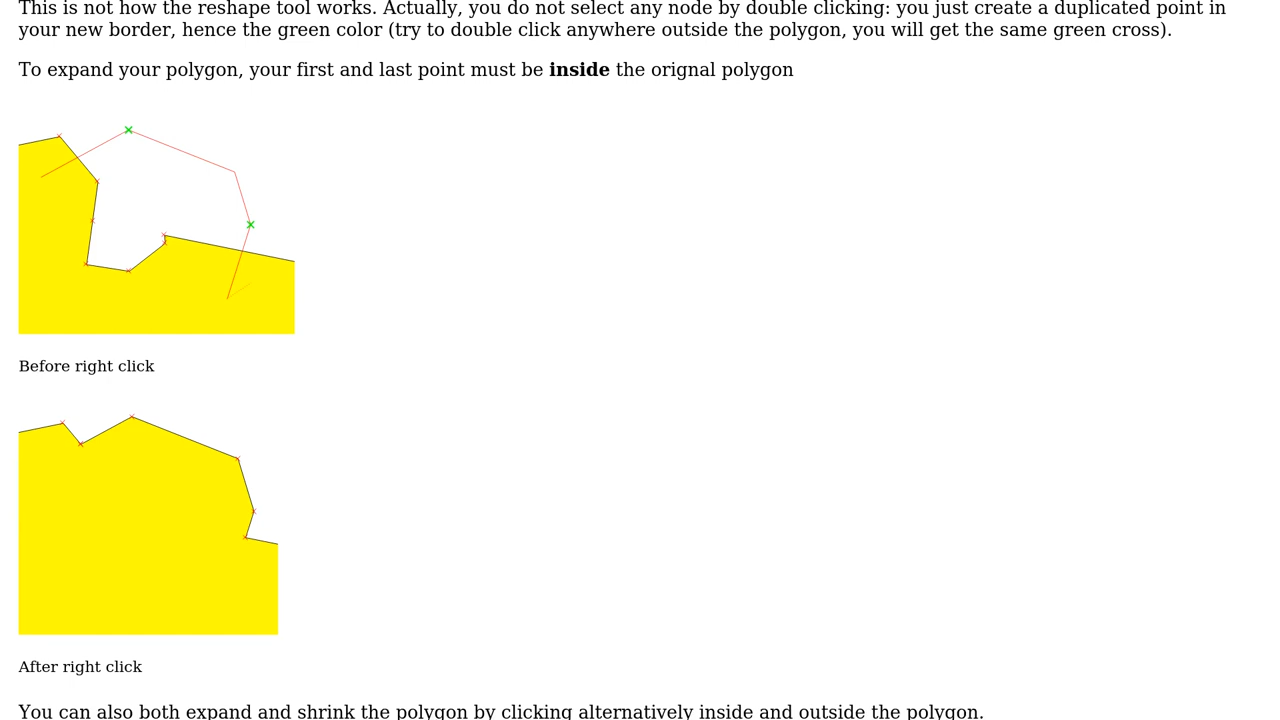 This is not how the reshape tool works. Actually, you do not select any node by double clicking: you just create a duplicated point in
your new border, hence the green color (try to double click anywhere outside the polygon, you will get the same green cross).
To expand your polygon, your first and last point must be inside the orignal polygon
Before right click
After right click
You can also both expand and shrink the polygon by clicking alternatively inside and outside the polygon.